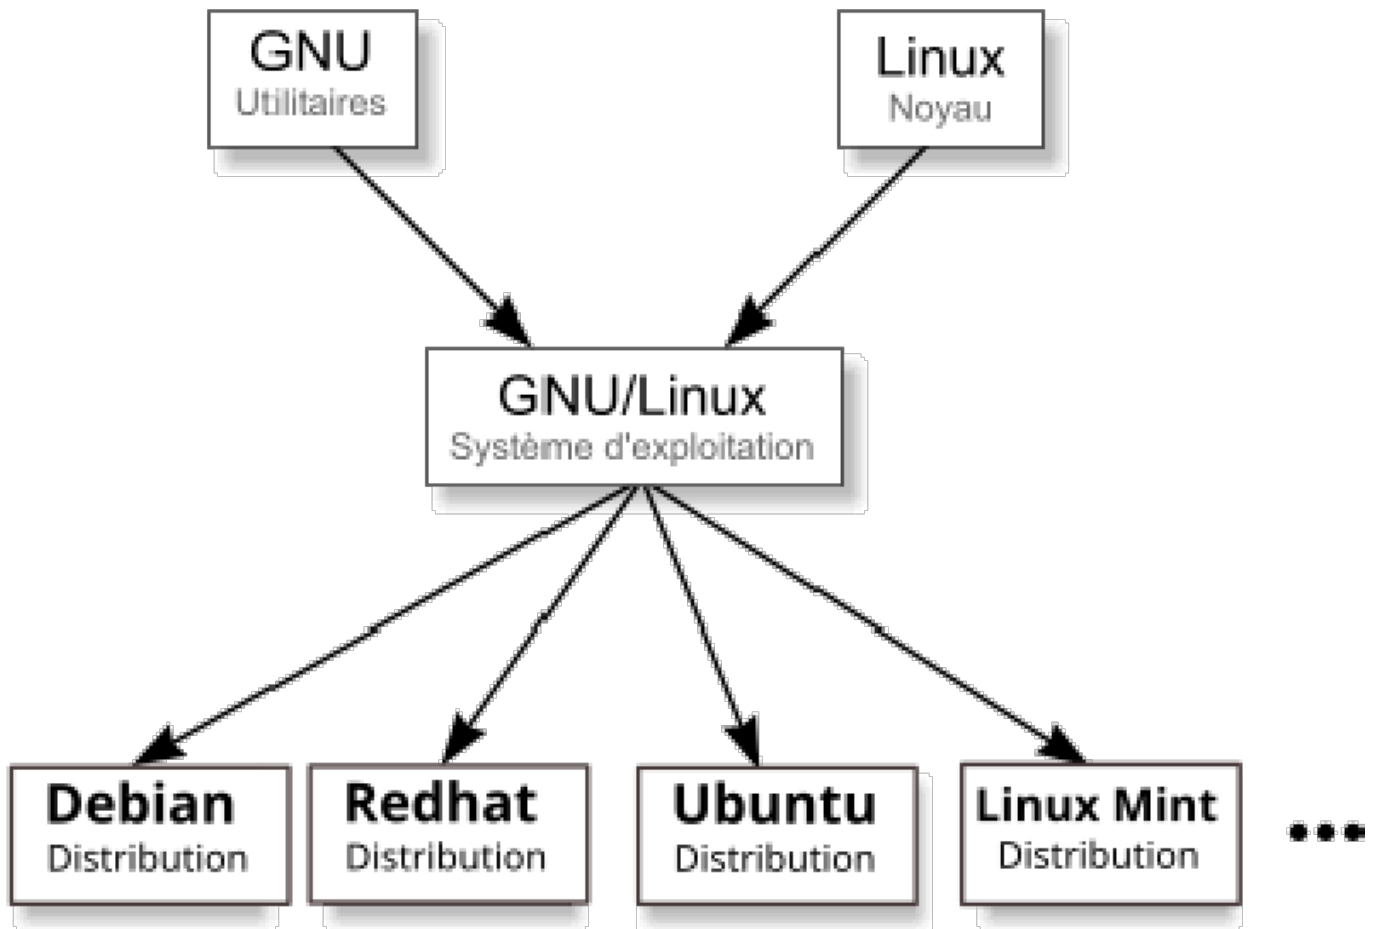 GNU
Utilitaires
Linux
Noyau
GNU/Linux
Système d'exploitation
Debian
Distribution
Redhat
Distribution
Ubuntu
Distribution
Linux Mint
Distribution
...